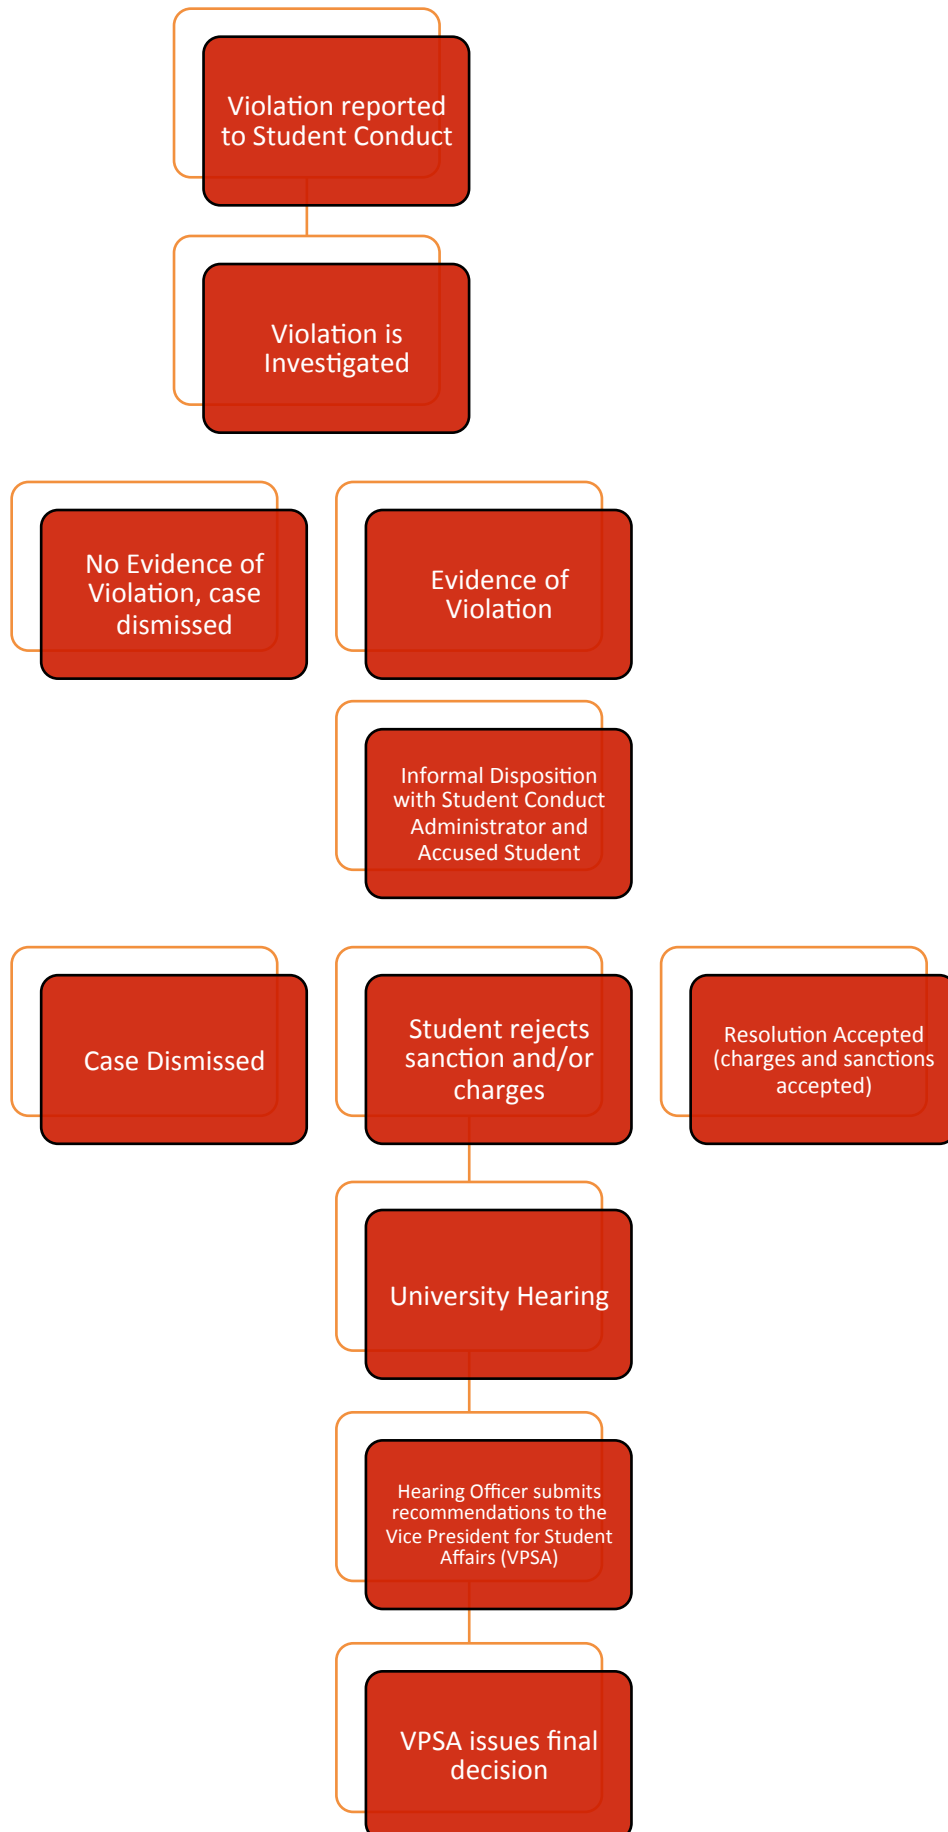 Violation reported
to Student Conduct
Violation is
Investigated
No Evidence of
Violation, case
dismissed
Evidence of
Violation
Informal Disposition
with Student Conduct
Administrator and
Accused Student
Case Dismissed
Student rejects
sanction and/or
charges
Resolution Accepted
(charges and sanctions
accepted)
University Hearing
Hearing Officer submits
recommendations to the
Vice President for Student
Affairs (VPSA)
VPSA issues final
decision